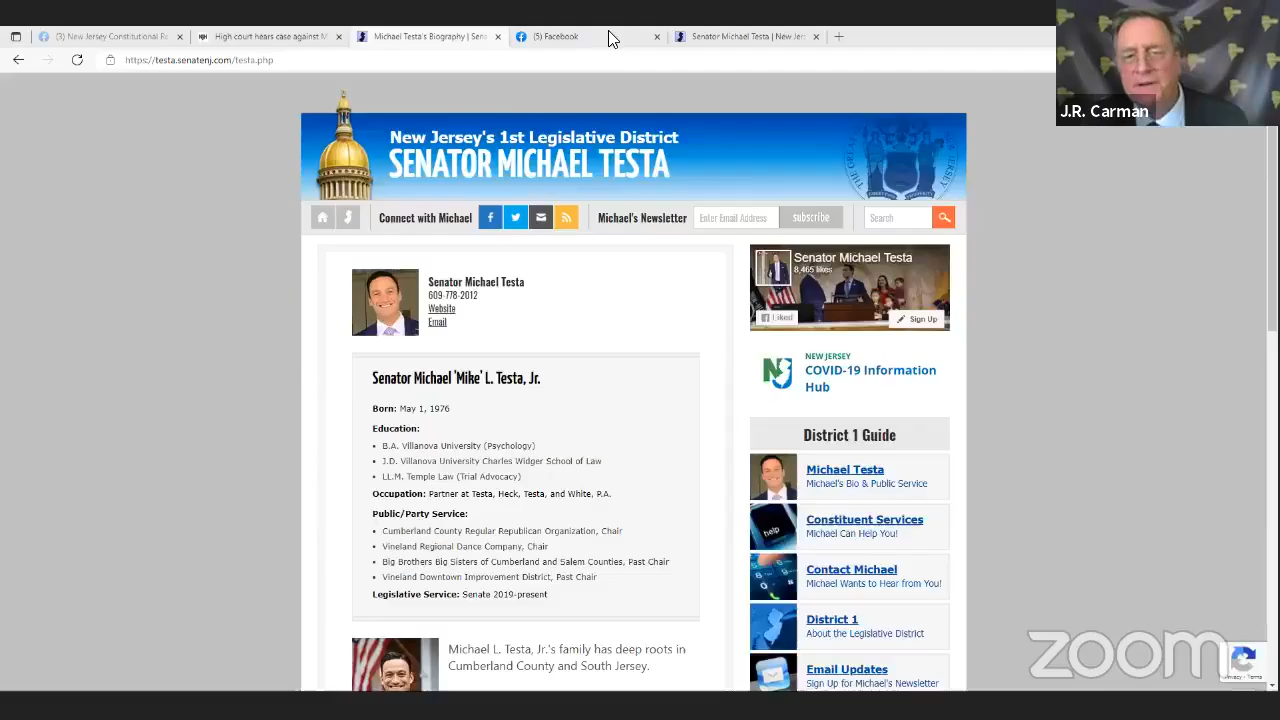 (3) New Jersey Constitutional R
High court hears case against M
Michael Testa's Biography | Sena
(5) Facebook
Senator Michael Testa | New Jer
https://testa.senatenj.com/testa.php
J.R. Carman
New Jersey's 1st Legislative District
SENATOR MICHAEL TESTA
Connect with Michael
Michael's Newsletter
Enter Email Address
subscribe
Search
Senator Michael Testa
609-778-2012
Website
Email
Senator Michael Testa
8,465 likes
Liked
Sign Up
NEW JERSEY
COVID-19 Information
Hub
Senator Michael 'Mike' L. Testa, Jr.
Born: May 1, 1976
Education:
• B.A. Villanova University (Psychology)
• J.D. Villanova University Charles Widger School of Law
• LL.M. Temple Law (Trial Advocacy)
Occupation: Partner at Testa, Heck, Testa, and White, P.A.
Public/Party Service:
• Cumberland County Regular Republican Organization, Chair
• Vineland Regional Dance Company, Chair
• Big Brothers Big Sisters of Cumberland and Salem Counties, Past Chair
• Vineland Downtown Improvement District, Past Chair
Legislative Service: Senate 2019-present
Michael L. Testa, Jr.'s family has deep roots in
Cumberland County and South Jersey.
District 1 Guide
Michael Testa
Michael's Bio & Public Service
help
Constituent Services
Michael Can Help You!
Contact Michael
Michael Wants to Hear from You!
District 1
About the Legislative District
Email Updates
Sign Up for Michael's Newsletter
zoom
Privacy - Terms